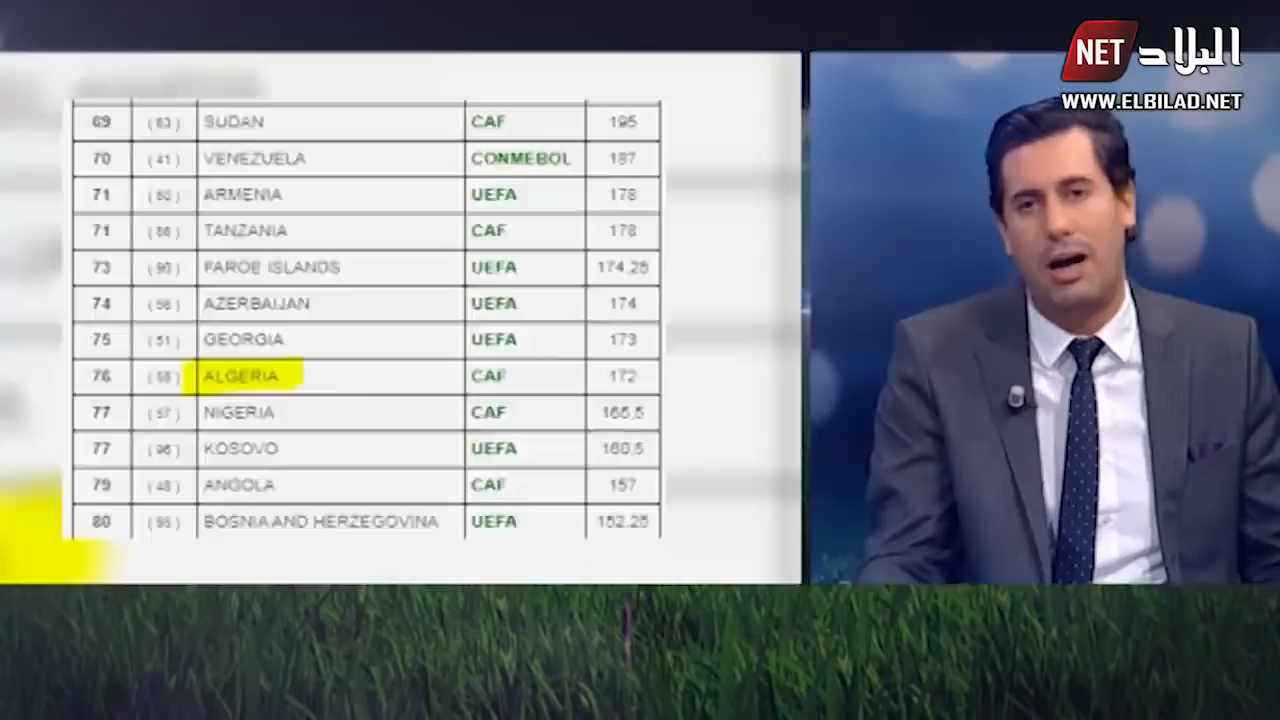 NET البلاد
WWW.ELBILAD.NET
69 SUDAN CAF 195
70 (41) VENEZUELA CONMEBOL 187
71 ARMENIA UEFA 178
71 TANZANIA CAF 178
73 FAROE ISLANDS UEFA 174,25
74 AZERBAIJAN UEFA 174
75 (51) GEORGIA UEFA 173
76 ALGERIA CAF 172
77 NIGERIA CAF
77 KOSOVO UEFA 160,5
79 ANGOLA CAF 157
80 BOSNIA AND HERZEGOVINA UEFA 152,25